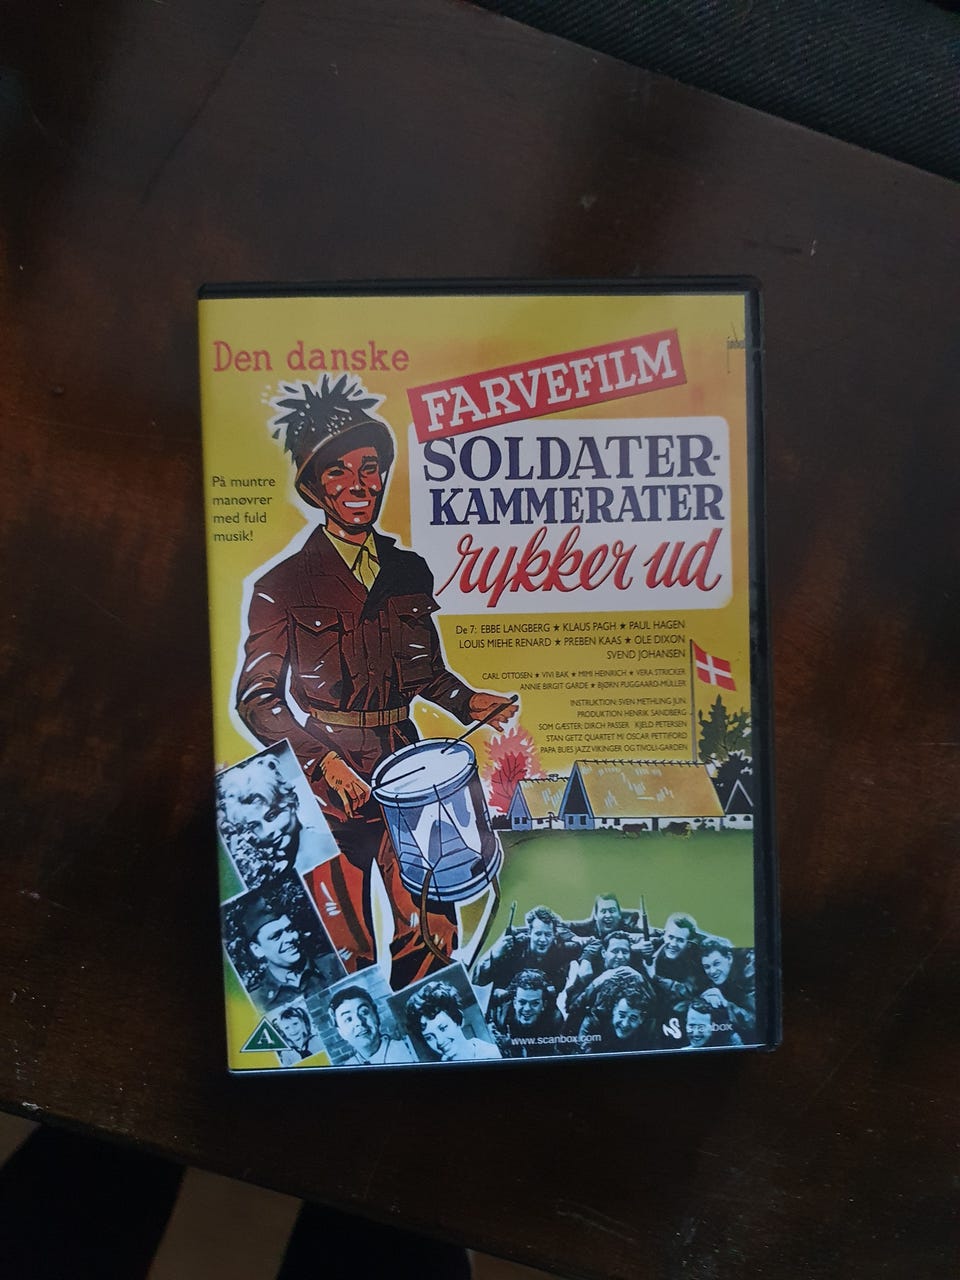 Den danske
FARVEFILM
SOLDATER-
KAMMERATER
rykker ud
På muntre
manøvrer
med fuld
musik!
De 7: EBBE LANGBERG ★ KLAUS PAGH ★ PAUL HAGEN
LOUIS MIEHE RENARD ★ PREBEN KAAS ★ OLE DIXON
SVEND JOHANSEN
CARL OTTOSEN ★ VIVI BAK ★ MIMI HEINRICH ★ VERA STRICKER
ANNIE BIRGIT GARDE ★ BJØRN PUGGAARD-MÜLLER
INSTRUKTION: SVEN METHLING JUN.
PRODUKTION HENRIK SANDBERG
SOM GÆSTER: DIRCH PASSER KJELD PETERSEN
STAN GETZ QUARTET M/ OSCAR PETTIFORD
PAPA BUES JAZZ VIKINGER OG TIVOLI-GARDEN
A
www.scanbox.com
scanbox